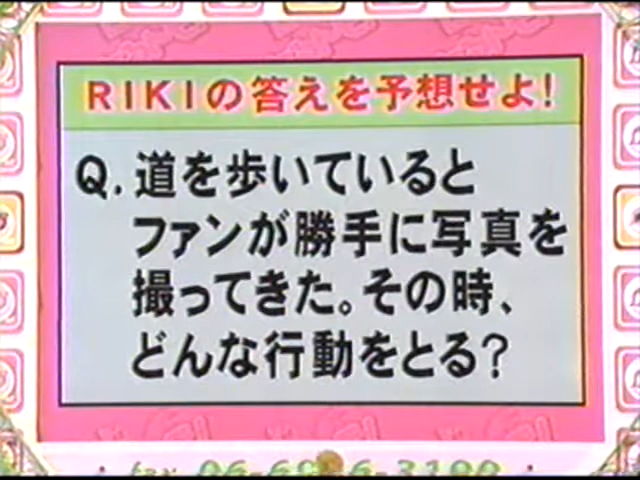 RIKIの答えを予想せよ!
Q.道を歩いていると
ファンが勝手に写真を
撮ってきた。その時、
どんな行動をとる?